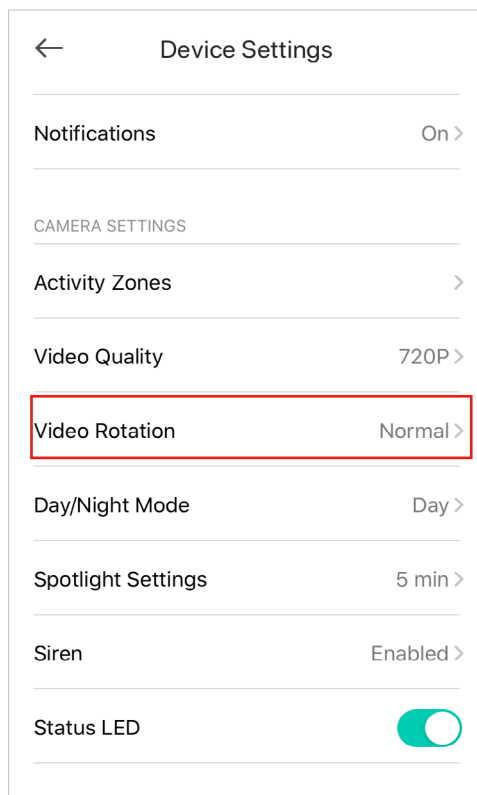 Device Settings
Notifications On
CAMERA SETTINGS
Activity Zones
Video Quality 720P
Video Rotation Normal
Day/Night Mode Day
Spotlight Settings 5 min
Siren Enabled
Status LED